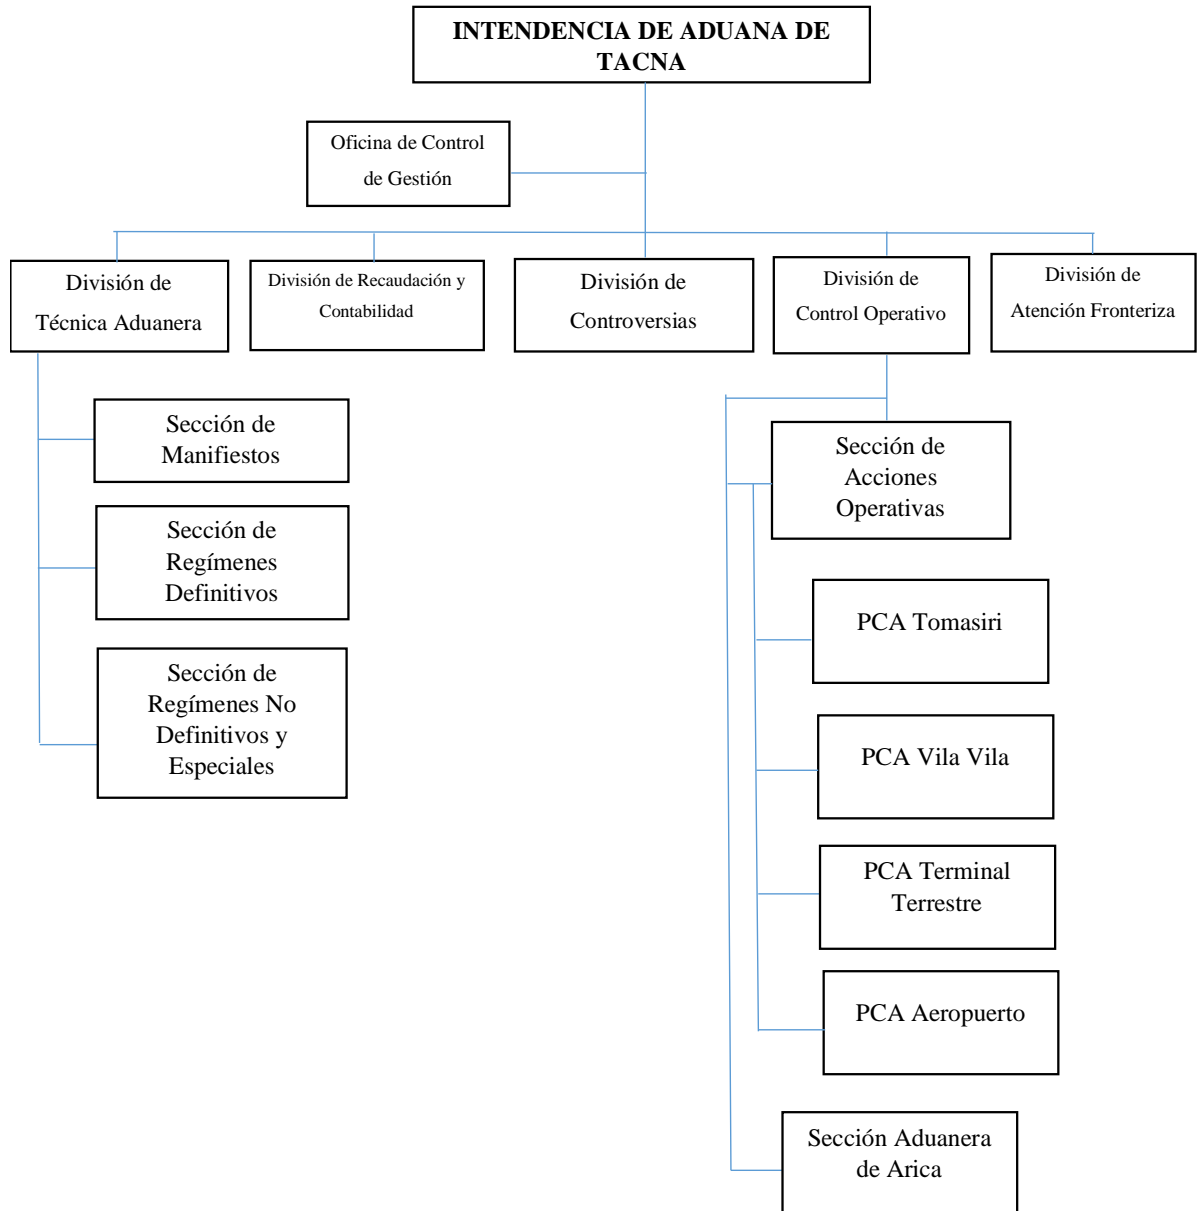 INTENDENCIA DE ADUANA DE
TACNA
Oficina de Control
de Gestión
División de
Técnica Aduanera
División de Recaudación y
Contabilidad
División de
Controversias
División de
Control Operativo
División de
Atención Fronteriza
Sección de
Manifiestos
Sección de
Regímenes
Definitivos
Sección de
Regímenes No
Definitivos y
Especiales
Sección de
Acciones
Operativas
PCA Tomasiri
PCA Vila Vila
PCA Terminal
Terrestre
PCA Aeropuerto
Sección Aduanera
de Arica